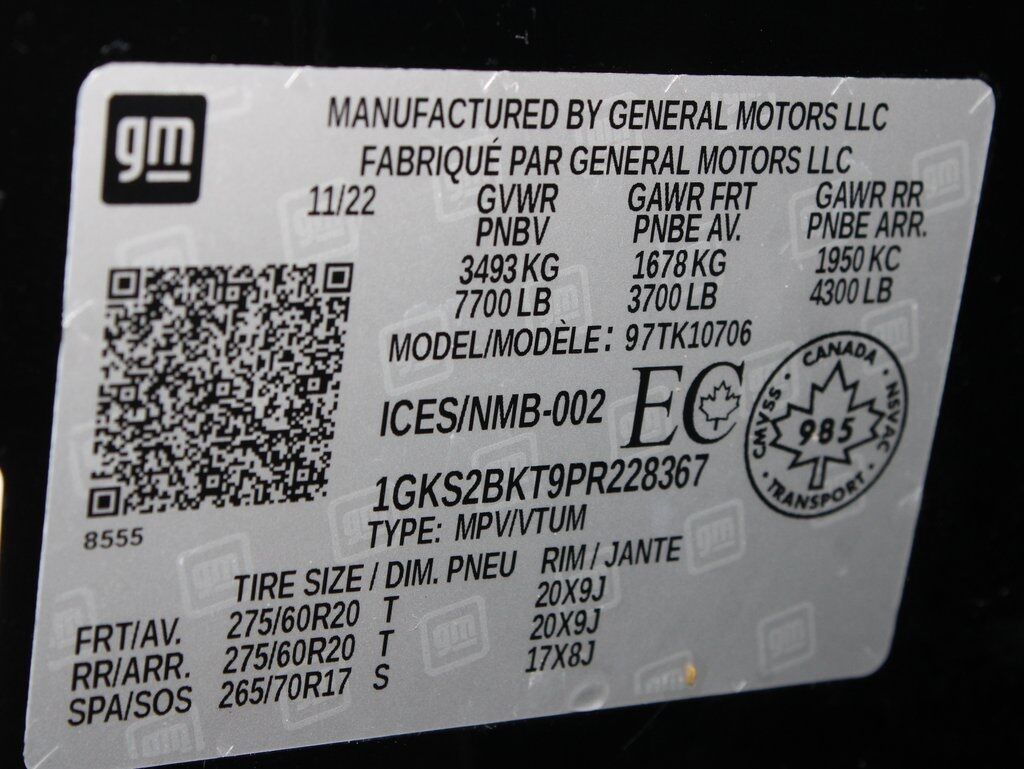 gm
MANUFACTURED BY GENERAL MOTORS LLC
FABRIQUÉ PAR GENERAL MOTORS LLC
11/22 GVWR GAWR FRT GAWR RR
PNBV PNBE AV. PNBE ARR.
3493 KG 1678 KG 1950 KC
7700 LB 3700 LB 4300 LB
MODEL/MODÈLE: 97TK10706
ICES/NMB-002 EC
CANADA
CMVSS 985 NSVAC
TRANSPORT
1GKS2BKT9PR228367
8555
TYPE: MPV/VTUM
TIRE SIZE / DIM. PNEU RIM / JANTE
FRT/AV. 275/60R20 T 20X9J
RR/ARR. 275/60R20 T 20X9J
SPA/SOS 265/70R17 S 17X8J